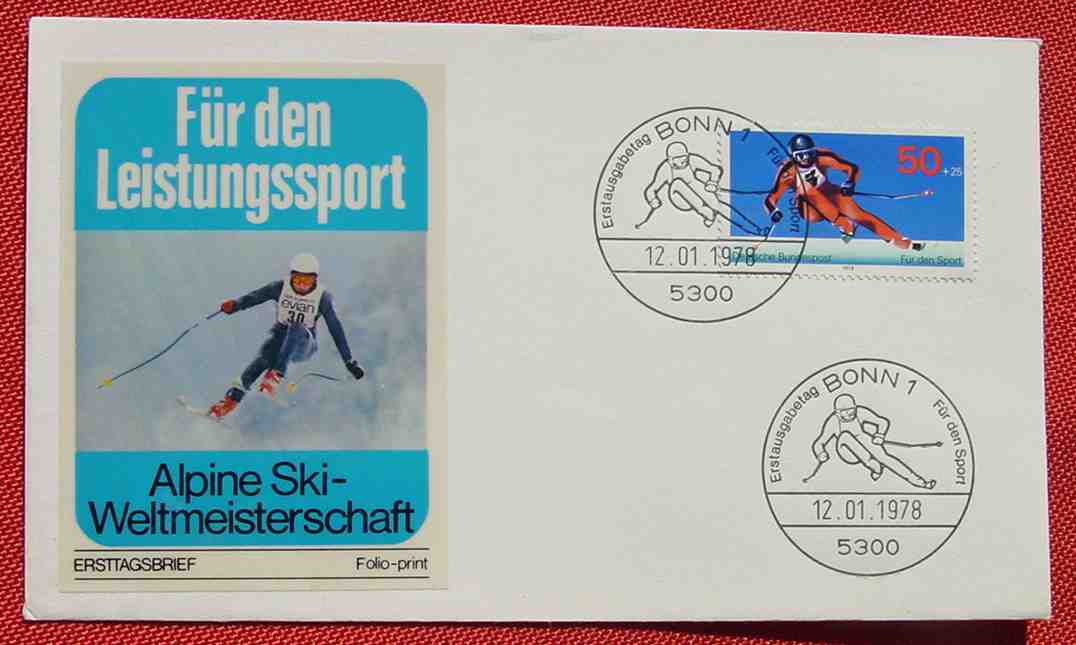 Für den
Leistungssport
evian
30
Alpine Ski-
Weltmeisterschaft
ERSTTAGSBRIEF Folio-print
Erstausgabetag BONN 1 Für den Sport
12.01.1978
5300
50 +25
4
Deutsche Bundespost Für den Sport
Erstausgabetag BONN 1 Für den Sport
12.01.1978
5300